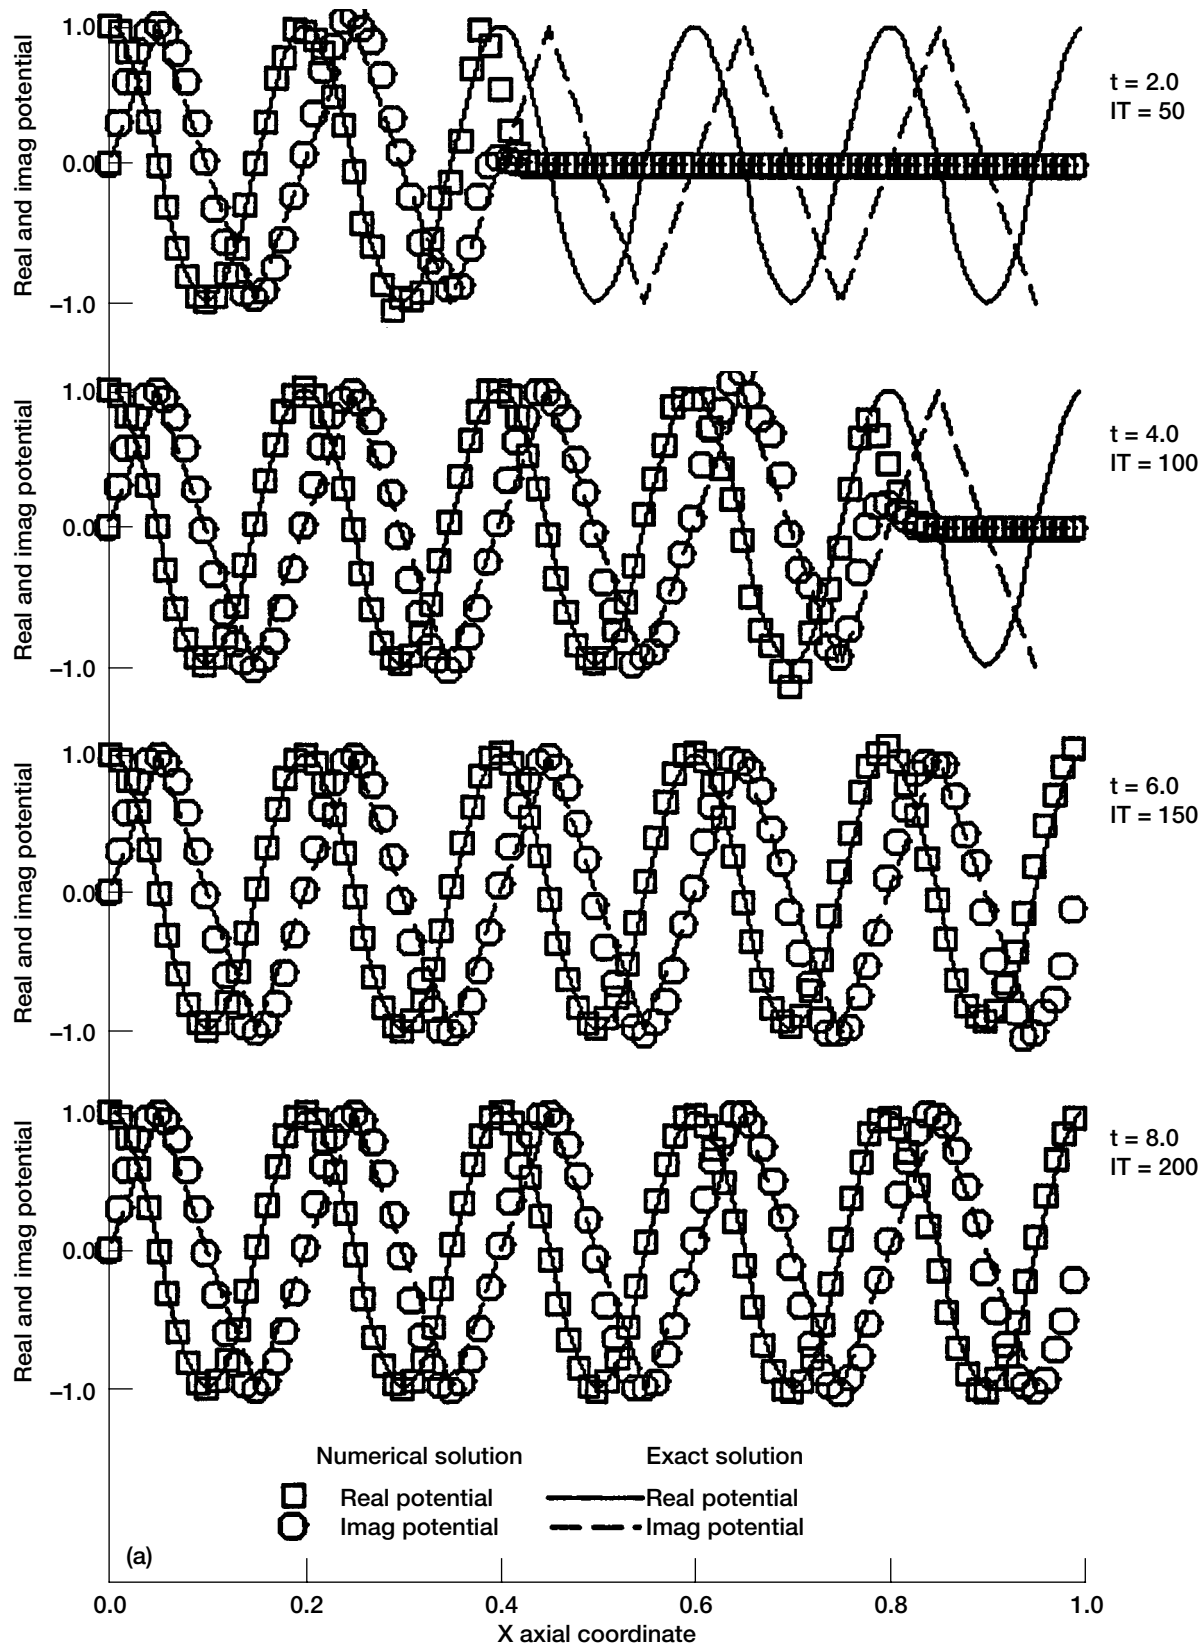 Real and imag potential
1.0
0.0
−1.0
t = 2.0
IT = 50
Real and imag potential
1.0
0.0
−1.0
t = 4.0
IT = 100
Real and imag potential
1.0
0.0
−1.0
t = 6.0
IT = 150
Real and imag potential
1.0
0.0
−1.0
t = 8.0
IT = 200
Numerical solution Exact solution
Real potential Real potential
Imag potential Imag potential
(a)
0.0 0.2 0.4 0.6 0.8 1.0
X axial coordinate